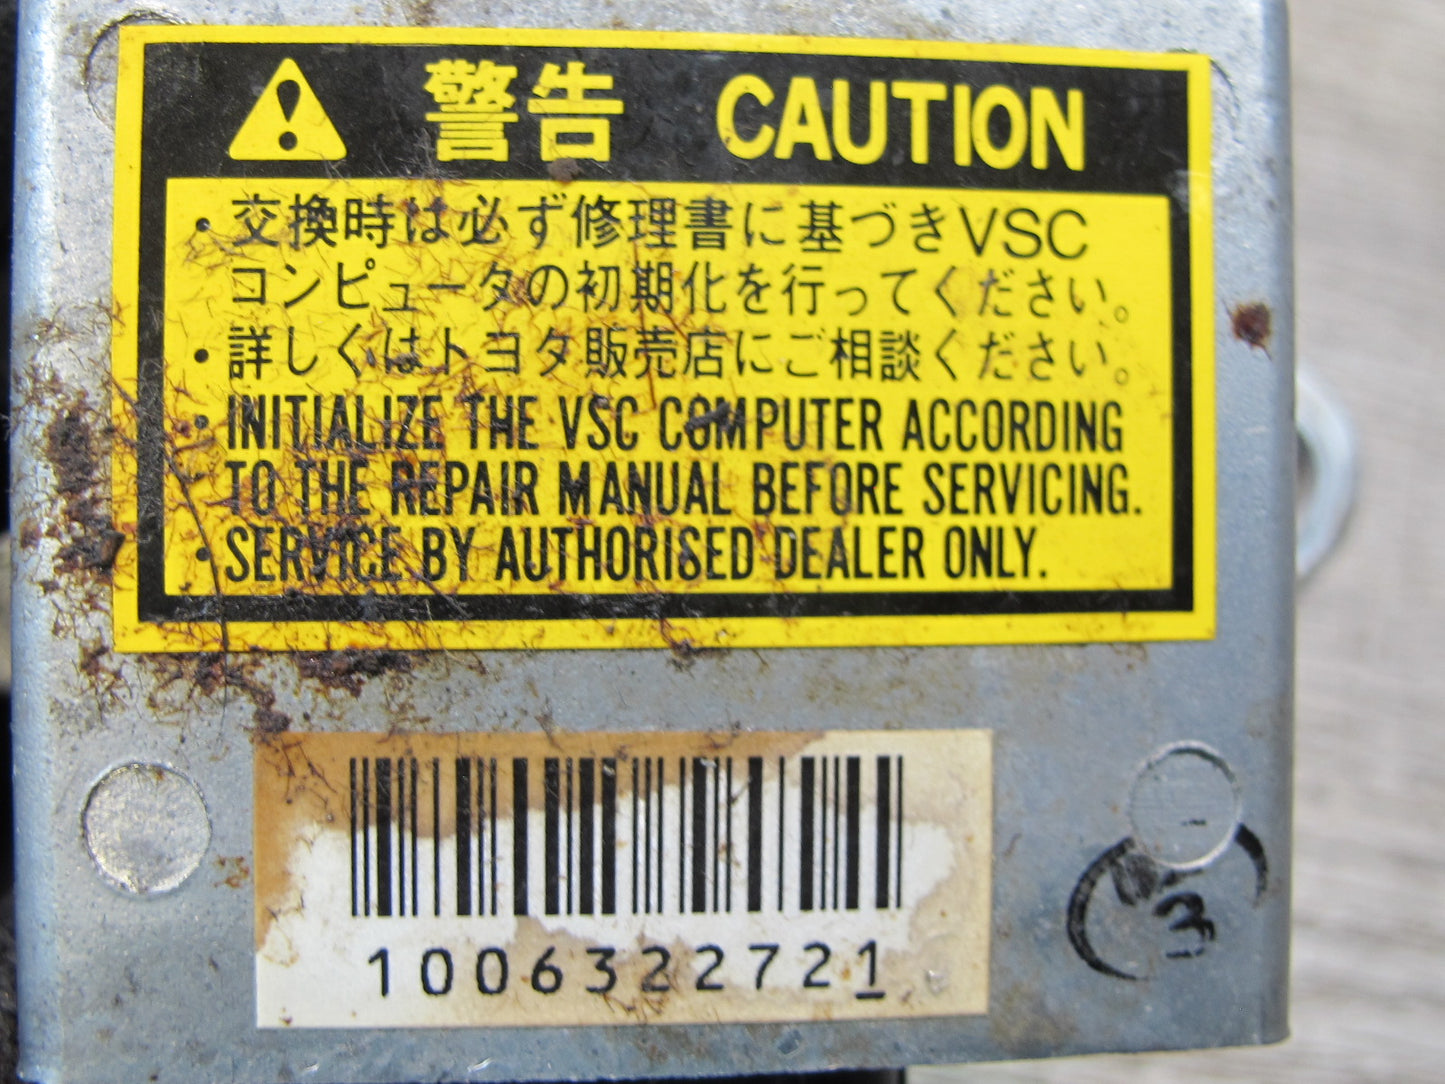 警告 CAUTION
・交換時は必ず修理書に基づきVSC
コンピュータの初期化を行ってください。
・詳しくはトヨタ販売店にご相談ください。
・INITIALIZE THE VSC COMPUTER ACCORDING
TO THE REPAIR MANUAL BEFORE SERVICING.
・SERVICE BY AUTHORISED DEALER ONLY.
1006322721
3